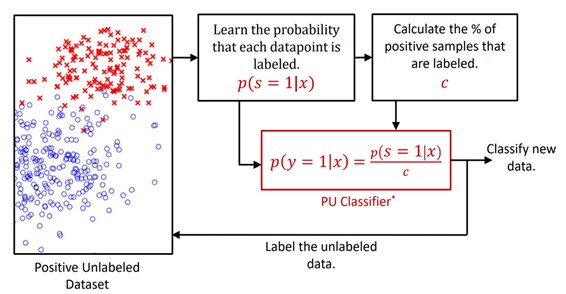 Learn the probability
that each datapoint is
labeled.
p(s = 1|x)
Calculate the % of
positive samples that
are labeled.
c
p(y = 1|x) = p(s = 1|x) / c
PU Classifier*
Classify new
data.
Label the unlabeled
data.
Positive Unlabeled
Dataset